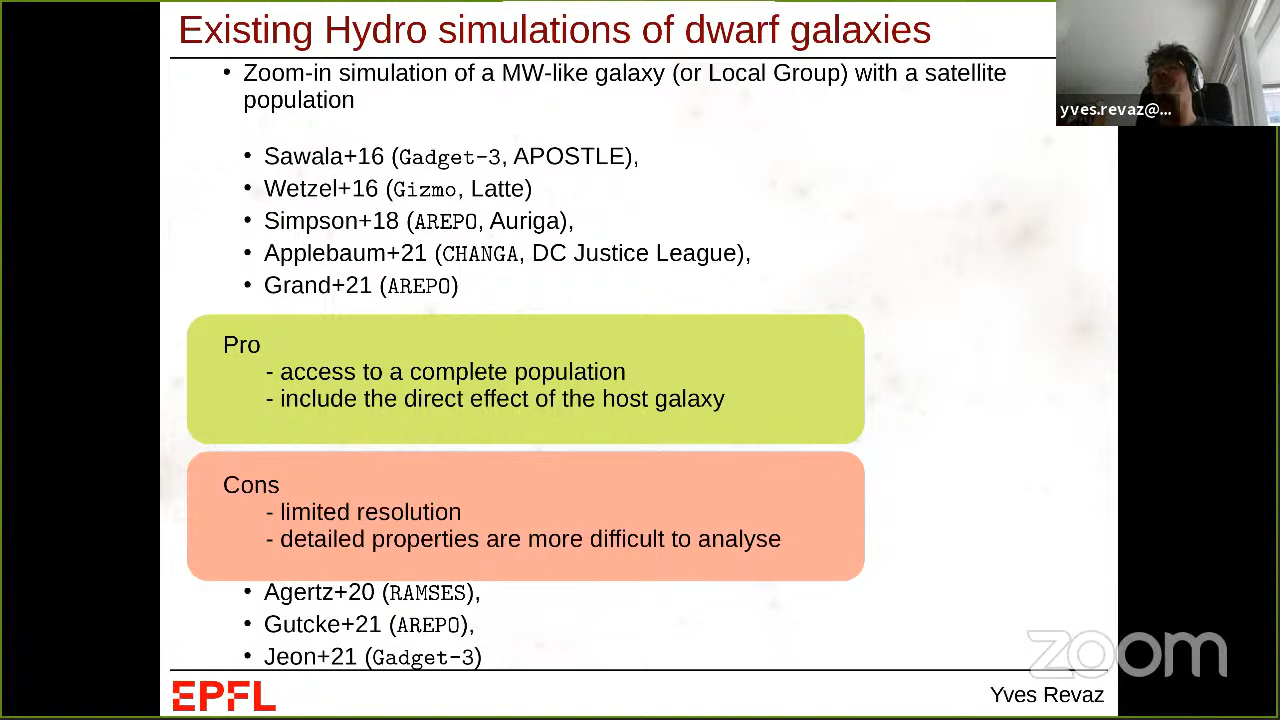 Existing Hydro simulations of dwarf galaxies
• Zoom-in simulation of a MW-like galaxy (or Local Group) with a satellite
population
yves.revaz@...
• Sawala+16 (Gadget-3, APOSTLE),
• Wetzel+16 (Gizmo, Latte)
• Simpson+18 (AREPO, Auriga),
• Applebaum+21 (CHANGA, DC Justice League),
• Grand+21 (AREPO)
Pro
- access to a complete population
- include the direct effect of the host galaxy
Cons
- limited resolution
- detailed properties are more difficult to analyse
• Agertz+20 (RAMSES),
• Gutcke+21 (AREPO),
• Jeon+21 (Gadget-3)
zoom
EPFL
Yves Revaz